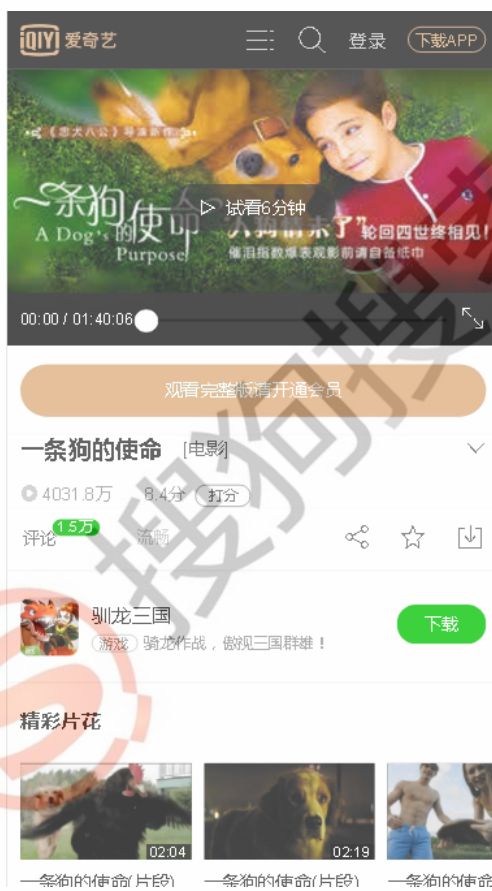 iQIY 爱奇艺 登录 下载APP
《忠犬八公》导演新作
一条狗的使命
A Dog's
Purpose
▷ 试看6分钟
轮回四世终相见!
催泪指数爆表观影前请自备纸巾
00:00 / 01:40:06
观看完整版请开通会员
一条狗的使命 [电影]
4031.8万 8.4分 打分
评论 1.5万 流畅
驯龙三国
游戏 骑龙作战，傲视三国群雄！
下载
精彩片花
02:04 02:19
一条狗的使命(片段) 一条狗的使命(片段) 一条狗的使命
搜狗搜索